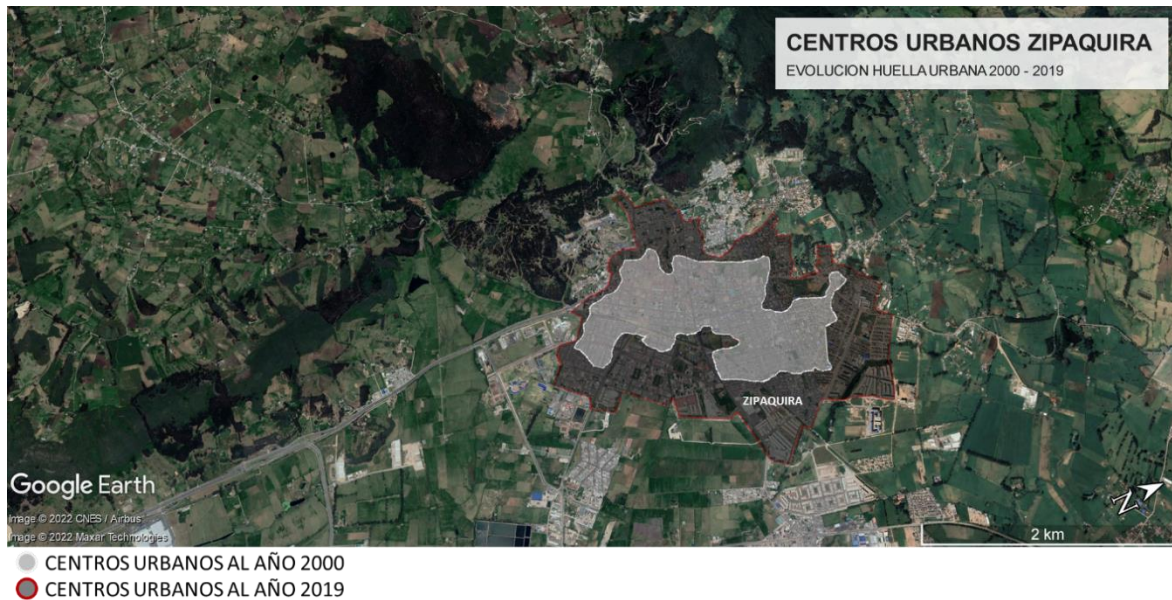 CENTROS URBANOS ZIPAQUIRA
EVOLUCION HUELLA URBANA 2000 - 2019
ZIPAQUIRA
Google Earth
Image © 2022 CNES / Airbus
Image © 2022 Maxar Technologies
N
2 km
CENTROS URBANOS AL AÑO 2000
CENTROS URBANOS AL AÑO 2019